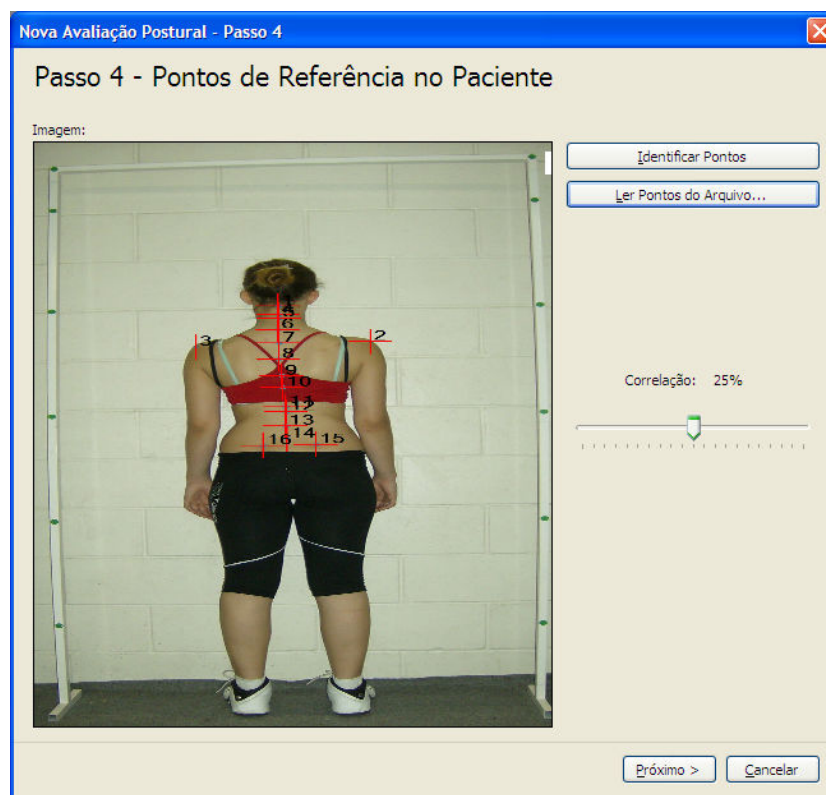 Nova Avaliação Postural - Passo 4
Passo 4 - Pontos de Referência no Paciente
Imagem:
Identificar Pontos
Ler Pontos do Arquivo...
3
2
6
7
8
9
10
13
14
16
15
Correlação: 25%
Próximo >
Cancelar